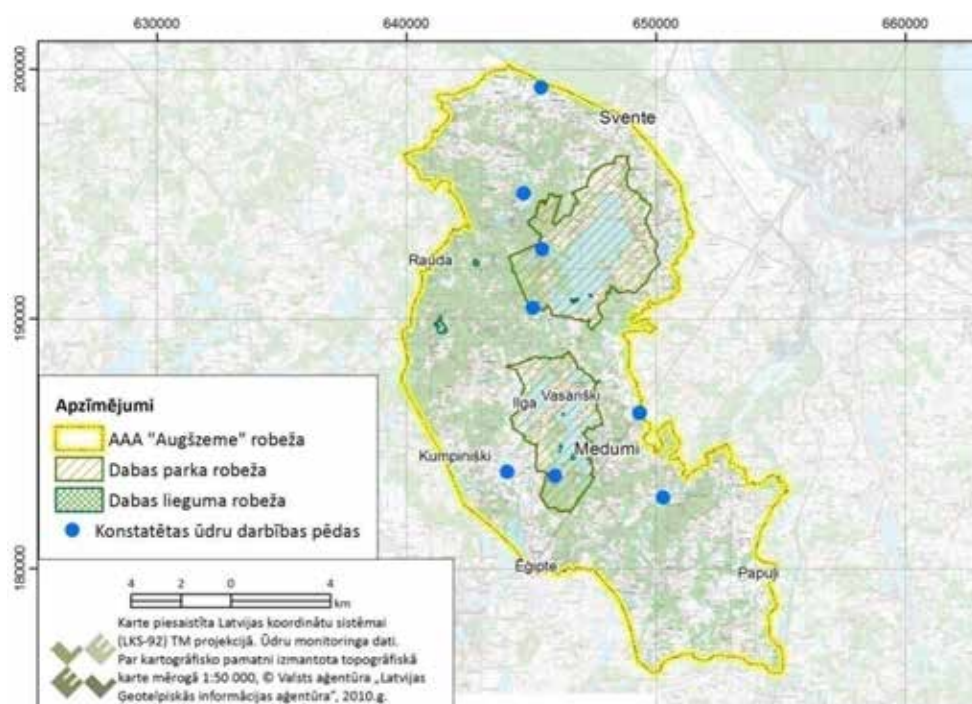 630000
640000
650000
660000
200000
190000
180000
Svente
Rauda
Ilga
Vasariški
Medumi
Kumpinišķi
Ēģipte
Papuļi
Apzīmējumi
AAA "Augšzeme" robeža
Dabas parka robeža
Dabas lieguma robeža
Konstatētas ūdru darbības pēdas
4 2 0 4
km
Karte piesaistīta Latvijas koordinātu sistēmai
(LKS-92) TM projekcijā. Ūdru monitoringa dati.
Par kartogrāfisko pamatni izmantota topogrāfiskā
karte mērogā 1:50 000, © Valsts aģentūra „Latvijas
Ģeotelpiskās informācijas aģentūra”, 2010.g.